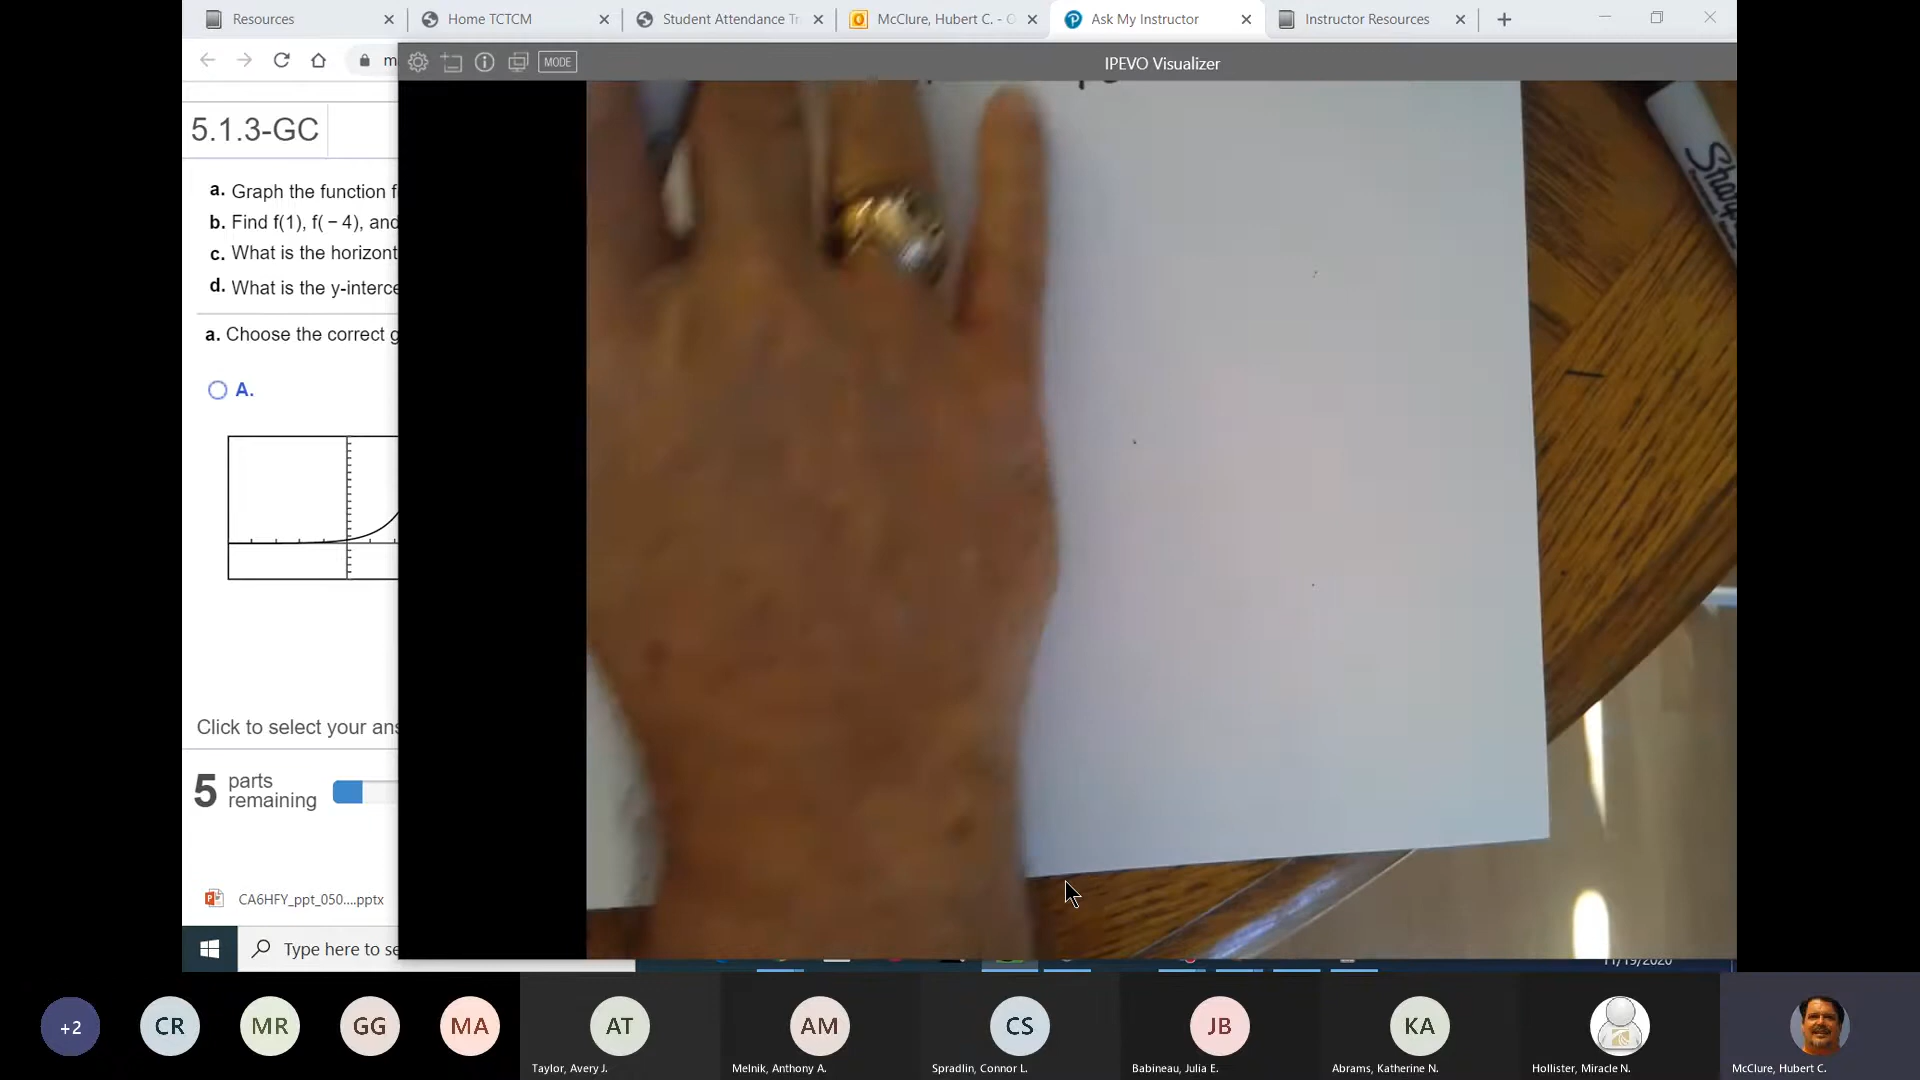 Resources
Home TCTCM
Student Attendance Tr
McClure, Hubert C. - O
Ask My Instructor
Instructor Resources
m
MODE
IPEVO Visualizer
5.1.3-GC
a. Graph the function f
b. Find f(1), f( − 4), and
c. What is the horizont
d. What is the y-interce
a. Choose the correct g
A.
Sharp
Click to select your ans
5 parts remaining
CA6HFY_ppt_050....pptx
Type here to se
11/19/2020
+2
CR
MR
GG
MA
AT
AM
CS
JB
KA
Taylor, Avery J.
Melnik, Anthony A.
Spradlin, Connor L.
Babineau, Julia E.
Abrams, Katherine N.
Hollister, Miracle N.
McClure, Hubert C.